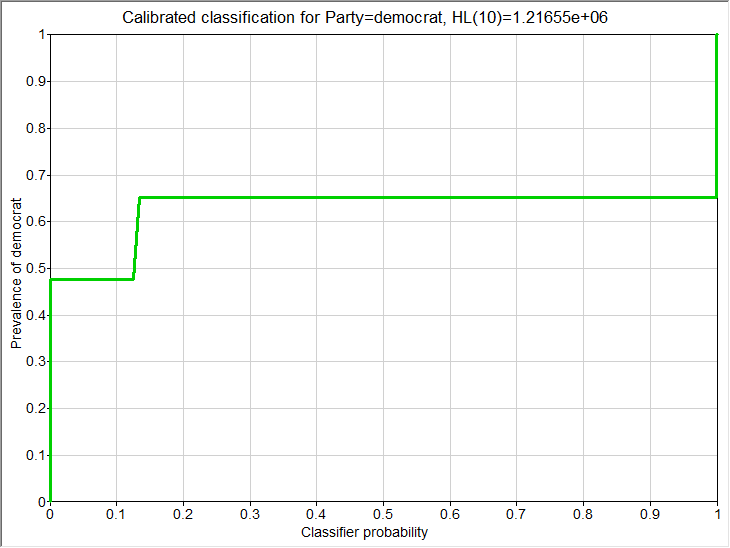 Calibrated classification for Party=democrat, HL(10)=1.21655e+06
1
0.9
0.8
0.7
0.6
0.5
0.4
0.3
0.2
0.1
0
Prevalence of democrat
0 0.1 0.2 0.3 0.4 0.5 0.6 0.7 0.8 0.9 1
Classifier probability